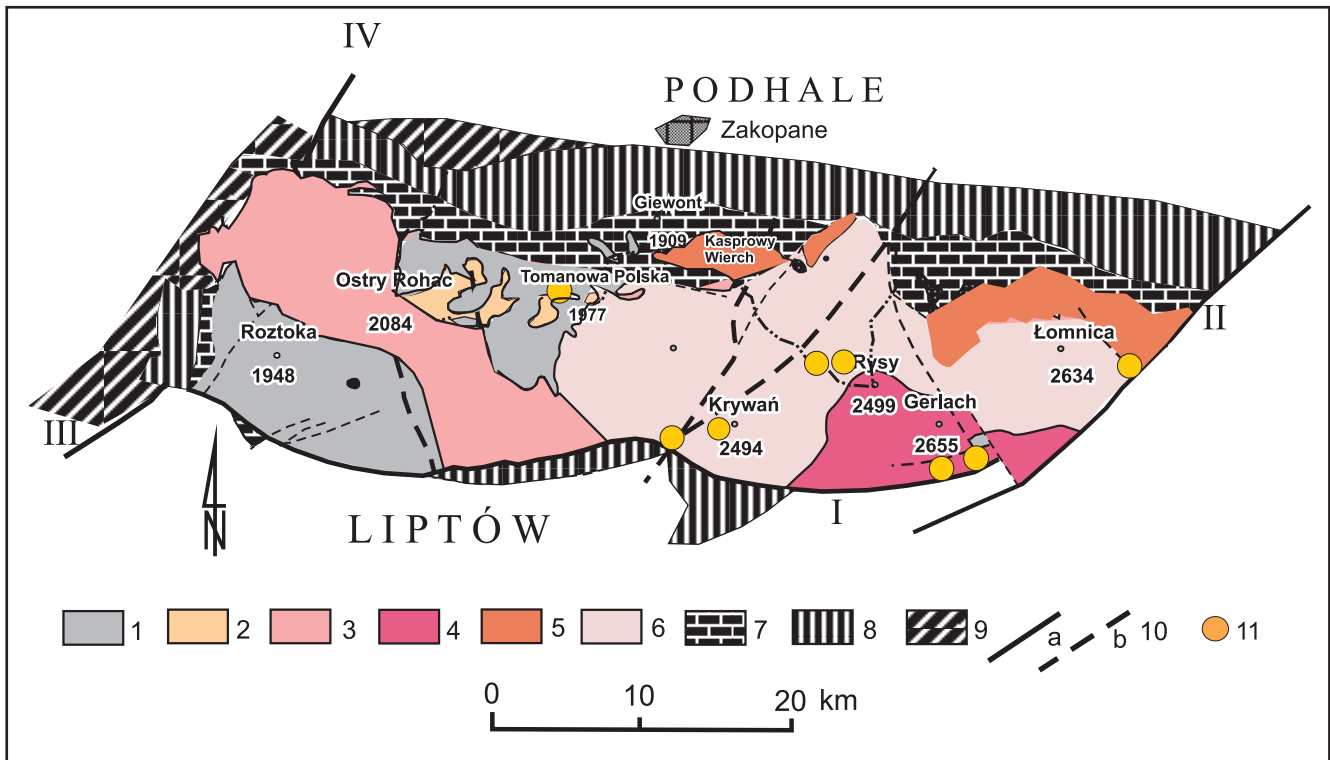 IV
PODHALE
Zakopane
Giewont
1909
Kasprowy
Wierch
Ostry Rohac
2084
Tomanowa Polska
1977
Roztoka
1948
Łomnica
2634
II
Rysy
2499
Krywań
2494
Gerlach
2655
III
I
N
LIPTÓW
1 2 3 4 5 6 7 8 9 a b 10 11
0 10 20 km